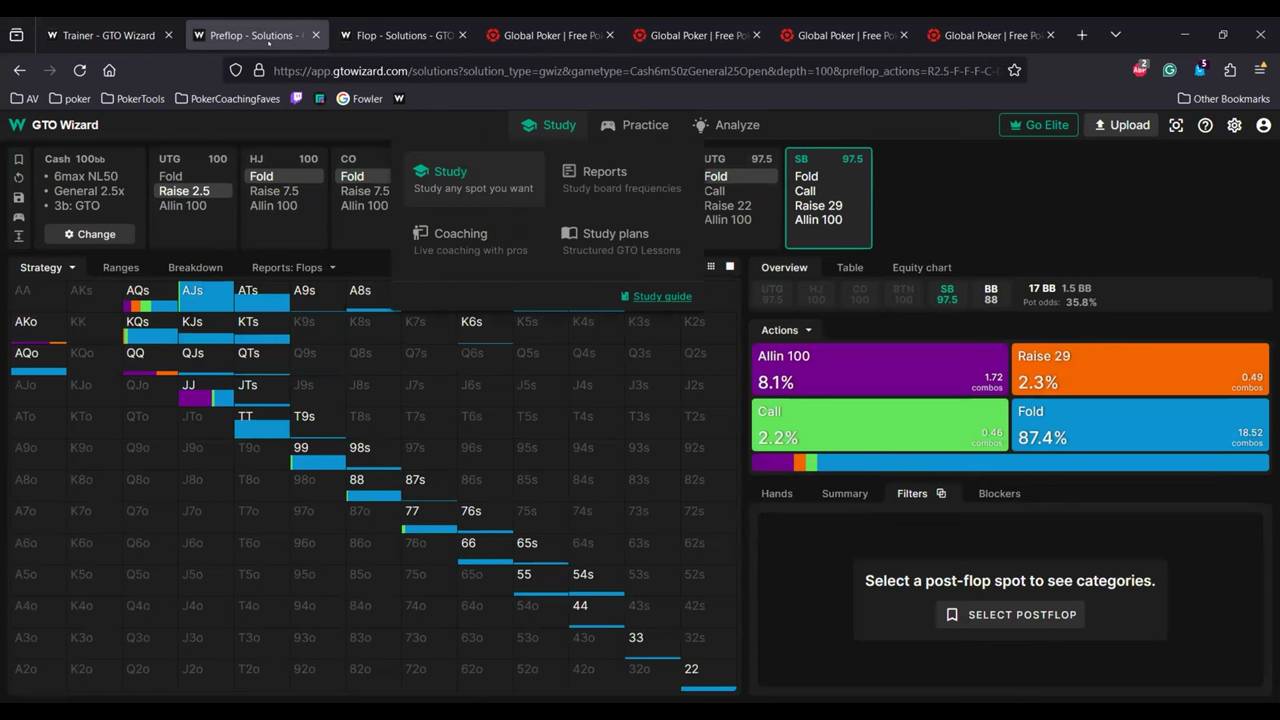 Trainer - GTO Wizard
Preflop - Solutions -
Flop - Solutions - GTO
Global Poker | Free Po
Global Poker | Free Po
Global Poker | Free Po
Global Poker | Free Po
https://app.gtowizard.com/solutions?solution_type=gwiz&gametype=Cash6m50zGeneral25Open&depth=100&preflop_actions=R2.5-F-F-F-C-
2
5
AV
poker
PokerTools
PokerCoachingFaves
Fowler
Other Bookmarks
GTO Wizard
Study
Practice
Analyze
Go Elite
Upload
Cash 100bb
• 6max NL50
• General 2.5x
• 3b: GTO
Change
UTG 100
Fold
Raise 2.5
Allin 100
HJ 100
Fold
Raise 7.5
Allin 100
CO
Fold
Raise 7.5
Allin 100
Study
Study any spot you want
Reports
Study board frequencies
Coaching
Live coaching with pros
Study plans
Structured GTO Lessons
Study guide
UTG 97.5
Fold
Call
Raise 22
Allin 100
SB 97.5
Fold
Call
Raise 29
Allin 100
Strategy
Ranges
Breakdown
Reports: Flops
AA AKs AQs AJs ATs A9s A8s
AKo KK KQs KJs KTs K9s K8s K7s K6s K5s K4s K3s K2s
AQo KQo QQ QJs QTs Q9s Q8s Q7s Q6s Q5s Q4s Q3s Q2s
AJo KJo QJo JJ JTs J9s J8s J7s J6s J5s J4s J3s J2s
ATo KTo QTo JTo TT T9s T8s T7s T6s T5s T4s T3s T2s
A9o K9o Q9o J9o T9o 99 98s 97s 96s 95s 94s 93s 92s
A8o K8o Q8o J8o T8o 98o 88 87s 86s 85s 84s 83s 82s
A7o K7o Q7o J7o T7o 97o 87o 77 76s 75s 74s 73s 72s
A6o K6o Q6o J6o T6o 96o 86o 76o 66 65s 64s 63s 62s
A5o K5o Q5o J5o T5o 95o 85o 75o 65o 55 54s 53s 52s
A4o K4o Q4o J4o T4o 94o 84o 74o 64o 54o 44 43s 42s
A3o K3o Q3o J3o T3o 93o 83o 73o 63o 53o 43o 33 32s
A2o K2o Q2o J2o T2o 92o 82o 72o 62o 52o 42o 32o 22
Overview
Table
Equity chart
UTG 97.5
HJ 100
CO 100
BTN 100
SB 97.5
BB 88
17 BB 1.5 BB
Pot odds: 35.8%
Actions
Allin 100
8.1%
1.72 combos
Raise 29
2.3%
0.49 combos
Call
2.2%
0.46 combos
Fold
87.4%
18.52 combos
Hands
Summary
Filters
Blockers
Select a post-flop spot to see categories.
SELECT POSTFLOP